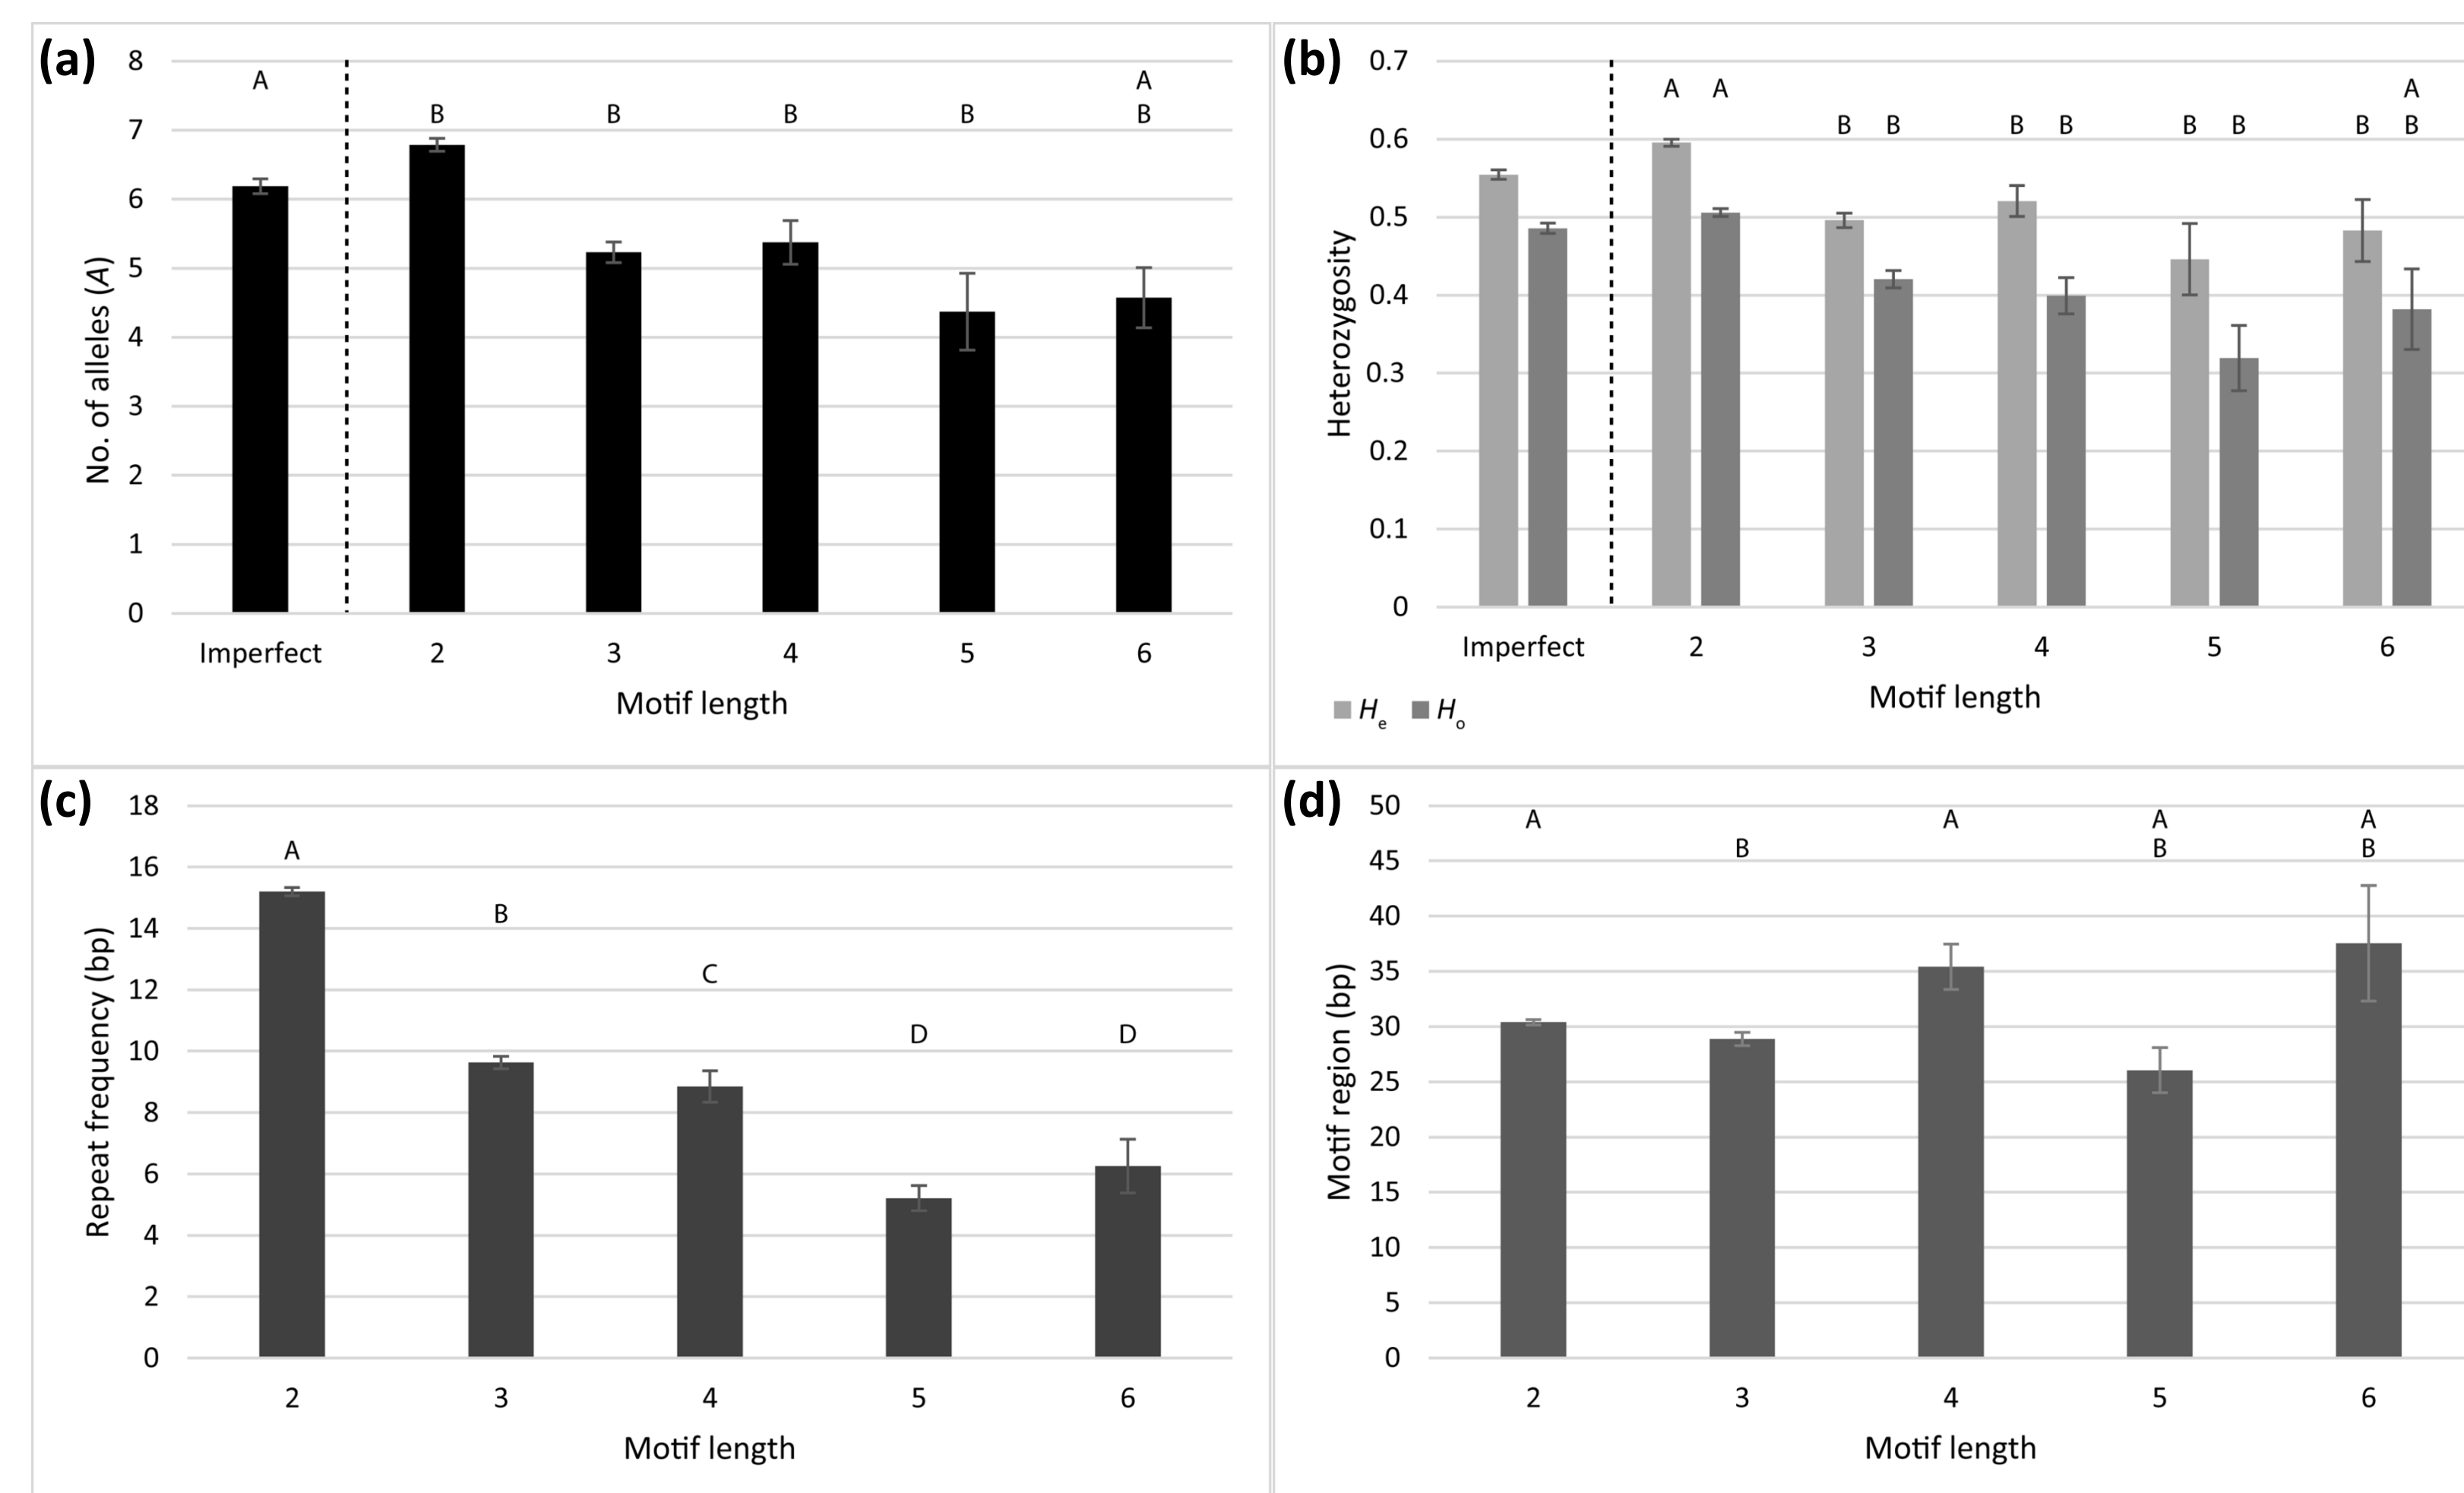 (a)
No. of alleles (A)
8
7
6
5
4
3
2
1
0
A
B
B
B
B
A
B
Imperfect 2 3 4 5 6
Motif length
(b)
Heterozygosity
0.7
0.6
0.5
0.4
0.3
0.2
0.1
0
A A
B B
B B
B B
A
B B
Imperfect 2 3 4 5 6
Motif length
He Ho
(c)
Repeat frequency (bp)
18
16
14
12
10
8
6
4
2
0
A
B
C
D
D
2 3 4 5 6
Motif length
(d)
Motif region (bp)
50
45
40
35
30
25
20
15
10
5
0
A
B
A
A
B
A
B
2 3 4 5 6
Motif length